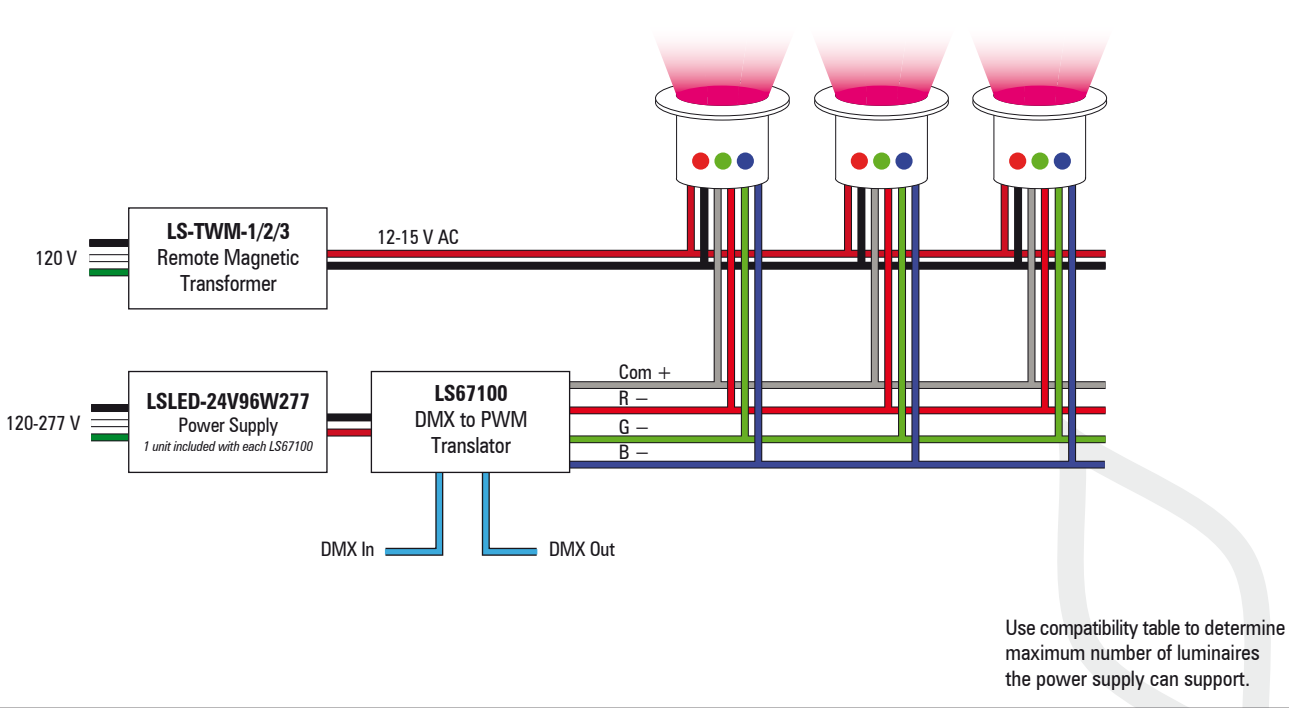 LS-TWM-1/2/3
Remote Magnetic
Transformer
120 V
12-15 V AC
LSLED-24V96W277
Power Supply
1 unit included with each LS67100
120-277 V
LS67100
DMX to PWM
Translator
Com +
R –
G –
B –
DMX In
DMX Out
Use compatibility table to determine
maximum number of luminaires
the power supply can support.